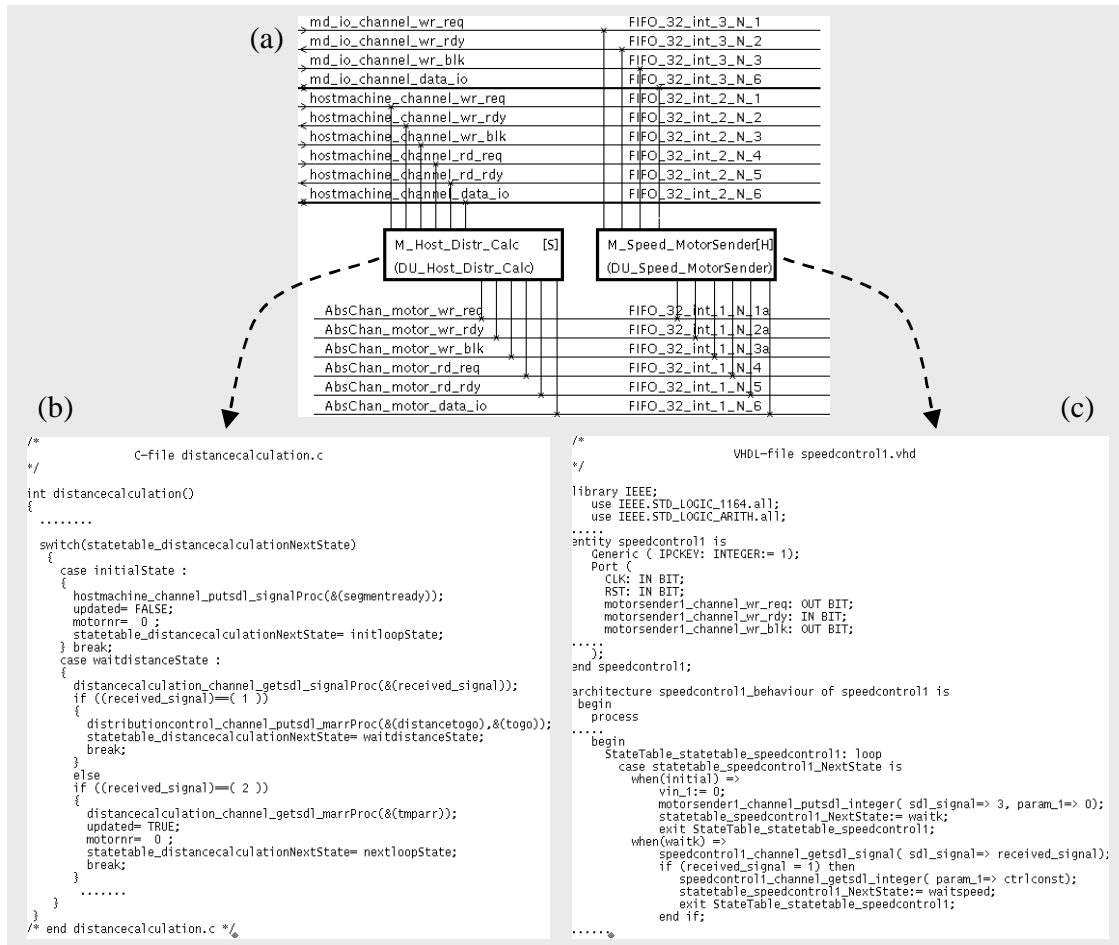 (a)
md_io_channel_wr_req FIFO_32_int_3_N_1
md_io_channel_wr_rdy FIFO_32_int_3_N_2
md_io_channel_wr_blk FIFO_32_int_3_N_3
md_io_channel_data_io FIFO_32_int_3_N_6
hostmachine_channel_wr_req FIFO_32_int_2_N_1
hostmachine_channel_wr_rdy FIFO_32_int_2_N_2
hostmachine_channel_wr_blk FIFO_32_int_2_N_3
hostmachine_channel_rd_req FIFO_32_int_2_N_4
hostmachine_channel_rd_rdy FIFO_32_int_2_N_5
hostmachine_channel_data_io FIFO_32_int_2_N_6
M_Host_Distr_Calc [S]
(DU_Host_Distr_Calc)
M_Speed_MotorSender[H]
(DU_Speed_MotorSender)
AbsChan_motor_wr_req FIFO_32_int_1_N_1a
AbsChan_motor_wr_rdy FIFO_32_int_1_N_2a
AbsChan_motor_wr_blk FIFO_32_int_1_N_3a
AbsChan_motor_rd_req FIFO_32_int_1_N_4
AbsChan_motor_rd_rdy FIFO_32_int_1_N_5
AbsChan_motor_data_io FIFO_32_int_1_N_6
(b)
/*
C-file distancecalculation.c
*/
int distancecalculation()
{
........
switch(statetable_distancecalculationNextState)
{
case initialState :
{
hostmachine_channel_putsdl_signalProc(&(segmentready));
updated= FALSE;
motornr= 0 ;
statetable_distancecalculationNextState= initloopState;
} break;
case waitdistanceState :
{
distancecalculation_channel_getsdl_signalProc(&(received_signal));
if ((received_signal)==( 1 ))
{
distributioncontrol_channel_putsdl_marrProc(&(distancetogo),&(togo));
statetable_distancecalculationNextState= waitdistanceState;
break;
}
else
if ((received_signal)==( 2 ))
{
distancecalculation_channel_getsdl_marrProc(&(tmparr));
updated= TRUE;
motornr= 0 ;
statetable_distancecalculationNextState= nextloopState;
break;
}
.......
}
}
/* end distancecalculation.c */
(c)
/*
VHDL-file speedcontrol1.vhd
*/
library IEEE;
use IEEE.STD_LOGIC_1164.all;
use IEEE.STD_LOGIC_ARITH.all;
.....
entity speedcontrol1 is
Generic ( IPCKEY: INTEGER:= 1);
Port (
CLK: IN BIT;
RST: IN BIT;
motorsender1_channel_wr_req: OUT BIT;
motorsender1_channel_wr_rdy: IN BIT;
motorsender1_channel_wr_blk: OUT BIT;
.....
);
end speedcontrol1;
architecture speedcontrol1_behaviour of speedcontrol1 is
begin
process
.....
begin
StateTable_statetable_speedcontrol1: loop
case statetable_speedcontrol1_NextState is
when(initial) =>
vin_1:= 0;
motorsender1_channel_putsdl_integer( sdl_signal=> 3, param_1=> 0);
statetable_speedcontrol1_NextState:= waitk;
exit StateTable_statetable_speedcontrol1;
when(waitk) =>
speedcontrol1_channel_getsdl_signal( sdl_signal=> received_signal);
if (received_signal = 1) then
speedcontrol1_channel_getsdl_integer( param_1=> ctrlconst);
statetable_speedcontrol1_NextState:= waitspeed;
exit StateTable_statetable_speedcontrol1;
end if;
......